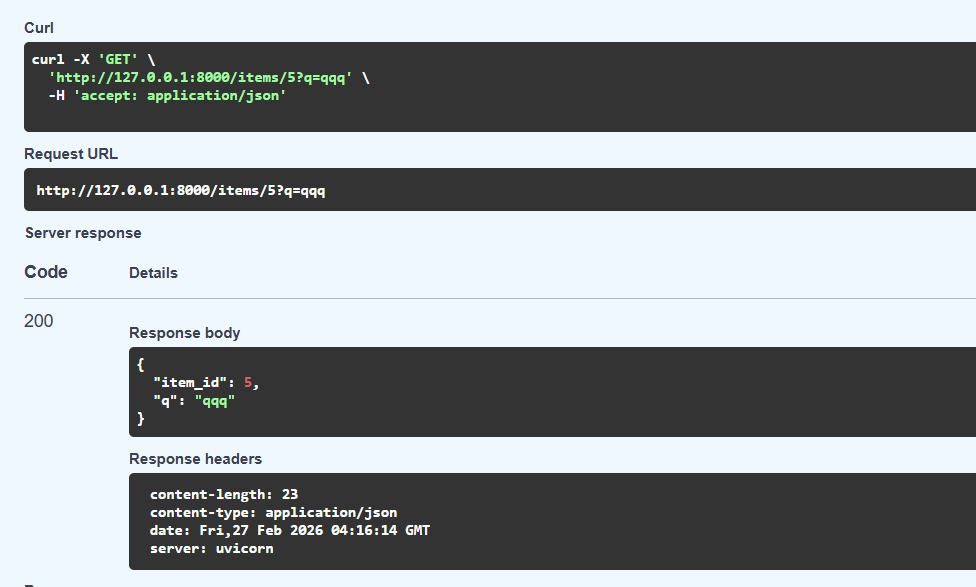 Curl
curl -X 'GET' \
  'http://127.0.0.1:8000/items/5?q=qqq' \
  -H 'accept: application/json'
Request URL
http://127.0.0.1:8000/items/5?q=qqq
Server response
Code Details
200
Response body
{
  "item_id": 5,
  "q": "qqq"
}
Response headers
content-length: 23
content-type: application/json
date: Fri,27 Feb 2026 04:16:14 GMT
server: uvicorn